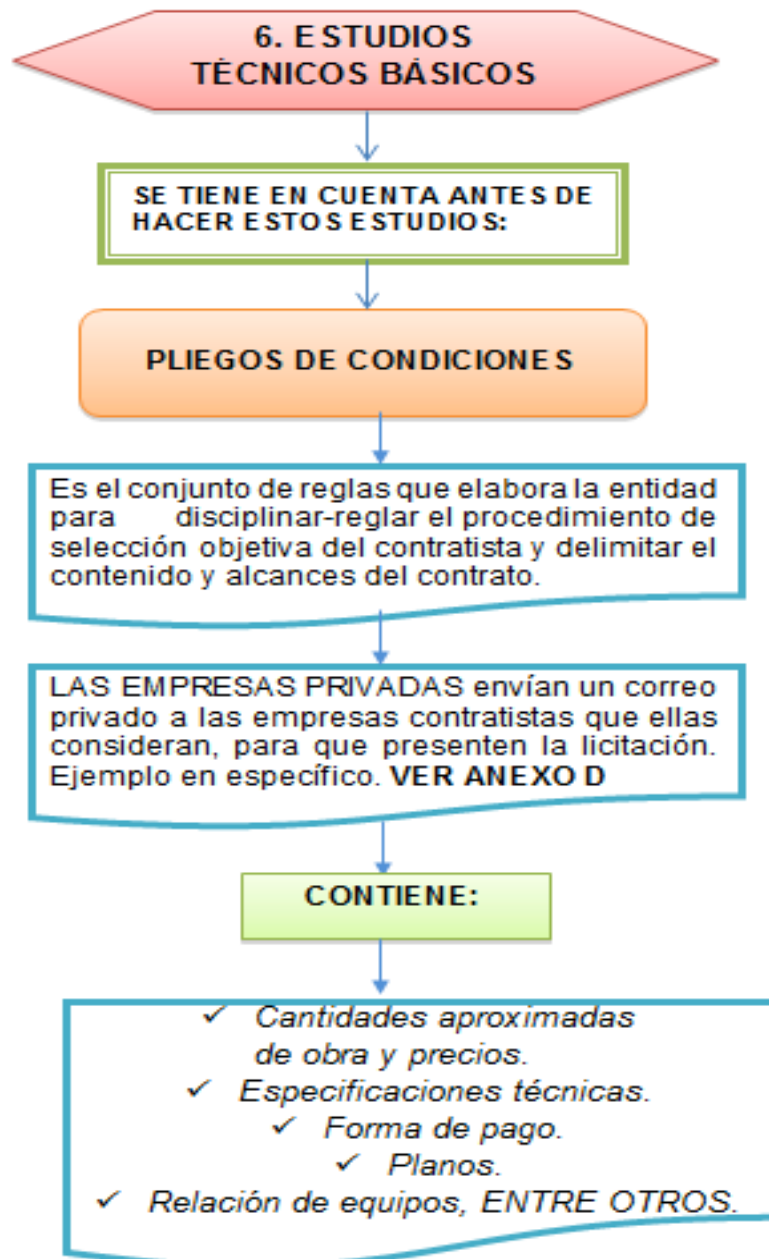 6. ESTUDIOS
TÉCNICOS BÁSICOS
SE TIENE EN CUENTA ANTES DE
HACER ESTOS ESTUDIOS:
PLIEGOS DE CONDICIONES
Es el conjunto de reglas que elabora la entidad
para disciplinar-reglar el procedimiento de
selección objetiva del contratista y delimitar el
contenido y alcances del contrato.
LAS EMPRESAS PRIVADAS envían un correo
privado a las empresas contratistas que ellas
consideran, para que presenten la licitación.
Ejemplo en específico. VER ANEXO D
CONTIENE:
✓ Cantidades aproximadas
de obra y precios.
✓ Especificaciones técnicas.
✓ Forma de pago.
✓ Planos.
✓ Relación de equipos, ENTRE OTROS.